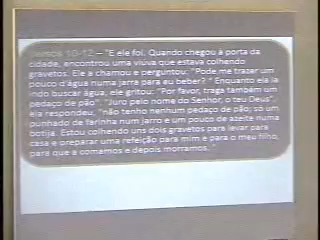 Versos 10-12 - "E ele foi. Quando chegou à porta da
cidade, encontrou uma viúva que estava colhendo
gravetos. Ele a chamou e perguntou: "Pode me trazer um
pouco d'água numa jarra para eu beber? " Enquanto ela ia
indo buscar água, ele gritou: "Por favor, traga também um
pedaço de pão". "Juro pelo nome do Senhor, o teu Deus",
ela respondeu, "não tenho nenhum pedaço de pão; só um
punhado de farinha num jarro e um pouco de azeite numa
botija. Estou colhendo uns dois gravetos para levar para
casa e preparar uma refeição para mim e para o meu filho,
para que a comamos e depois morramos. "